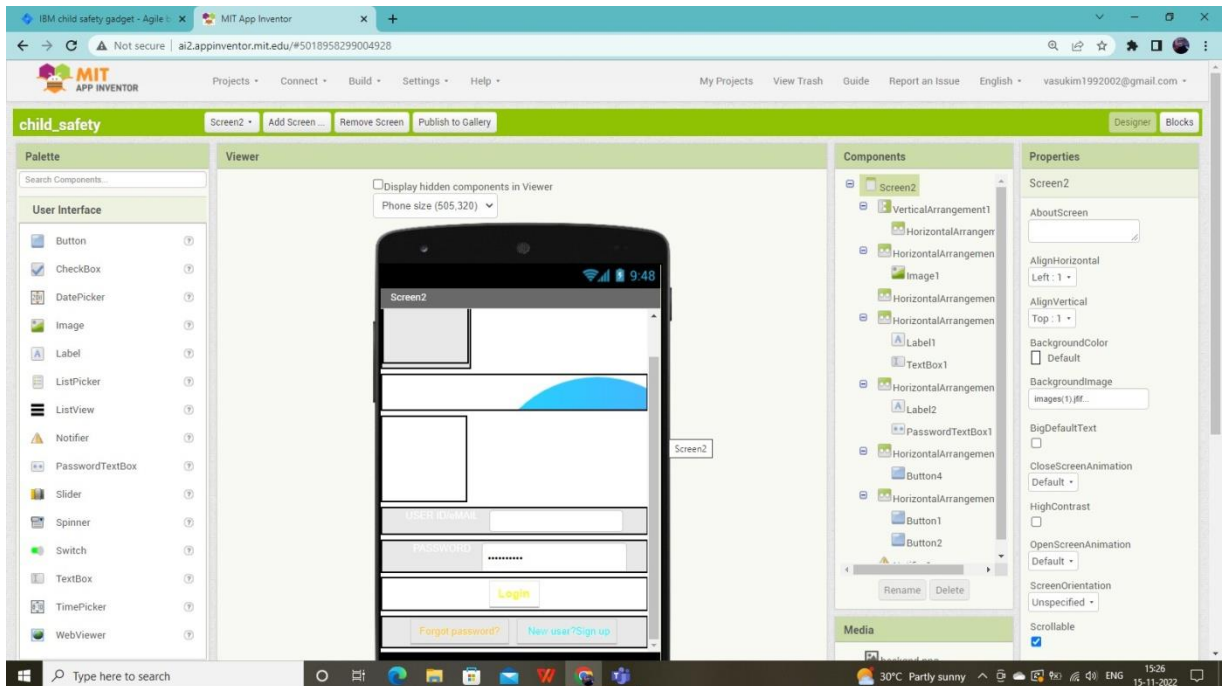 IBM child safety gadget - Agile b
MIT App Inventor
Not secure | ai2.appinventor.mit.edu/#5018958299004928
MIT
APP INVENTOR
Projects Connect Build Settings Help My Projects View Trash Guide Report an Issue English vasukim1992002@gmail.com
child_safety Screen2 Add Screen ... Remove Screen Publish to Gallery Designer Blocks
Palette
Search Components...
User Interface
Button
CheckBox
DatePicker
Image
Label
ListPicker
ListView
Notifier
PasswordTextBox
Slider
Spinner
Switch
TextBox
TimePicker
WebViewer
Viewer
Display hidden components in Viewer
Phone size (505,320)
9:48
Screen2
USER ID/eMAIL
PASSWORD
Login
Forgot password? New user?Sign up
Screen2
Components
Screen2
VerticalArrangement1
HorizontalArrangem
HorizontalArrangemen
Image1
HorizontalArrangemen
HorizontalArrangemen
Label1
TextBox1
HorizontalArrangemen
Label2
PasswordTextBox1
HorizontalArrangemen
Button4
HorizontalArrangemen
Button1
Button2
Rename Delete
Media
Properties
Screen2
AboutScreen
AlignHorizontal
Left : 1
AlignVertical
Top : 1
BackgroundColor
Default
BackgroundImage
images(1).jfif...
BigDefaultText
CloseScreenAnimation
Default
HighContrast
OpenScreenAnimation
Default
ScreenOrientation
Unspecified
Scrollable
Type here to search
30°C Partly sunny
ENG
15:26
15-11-2022